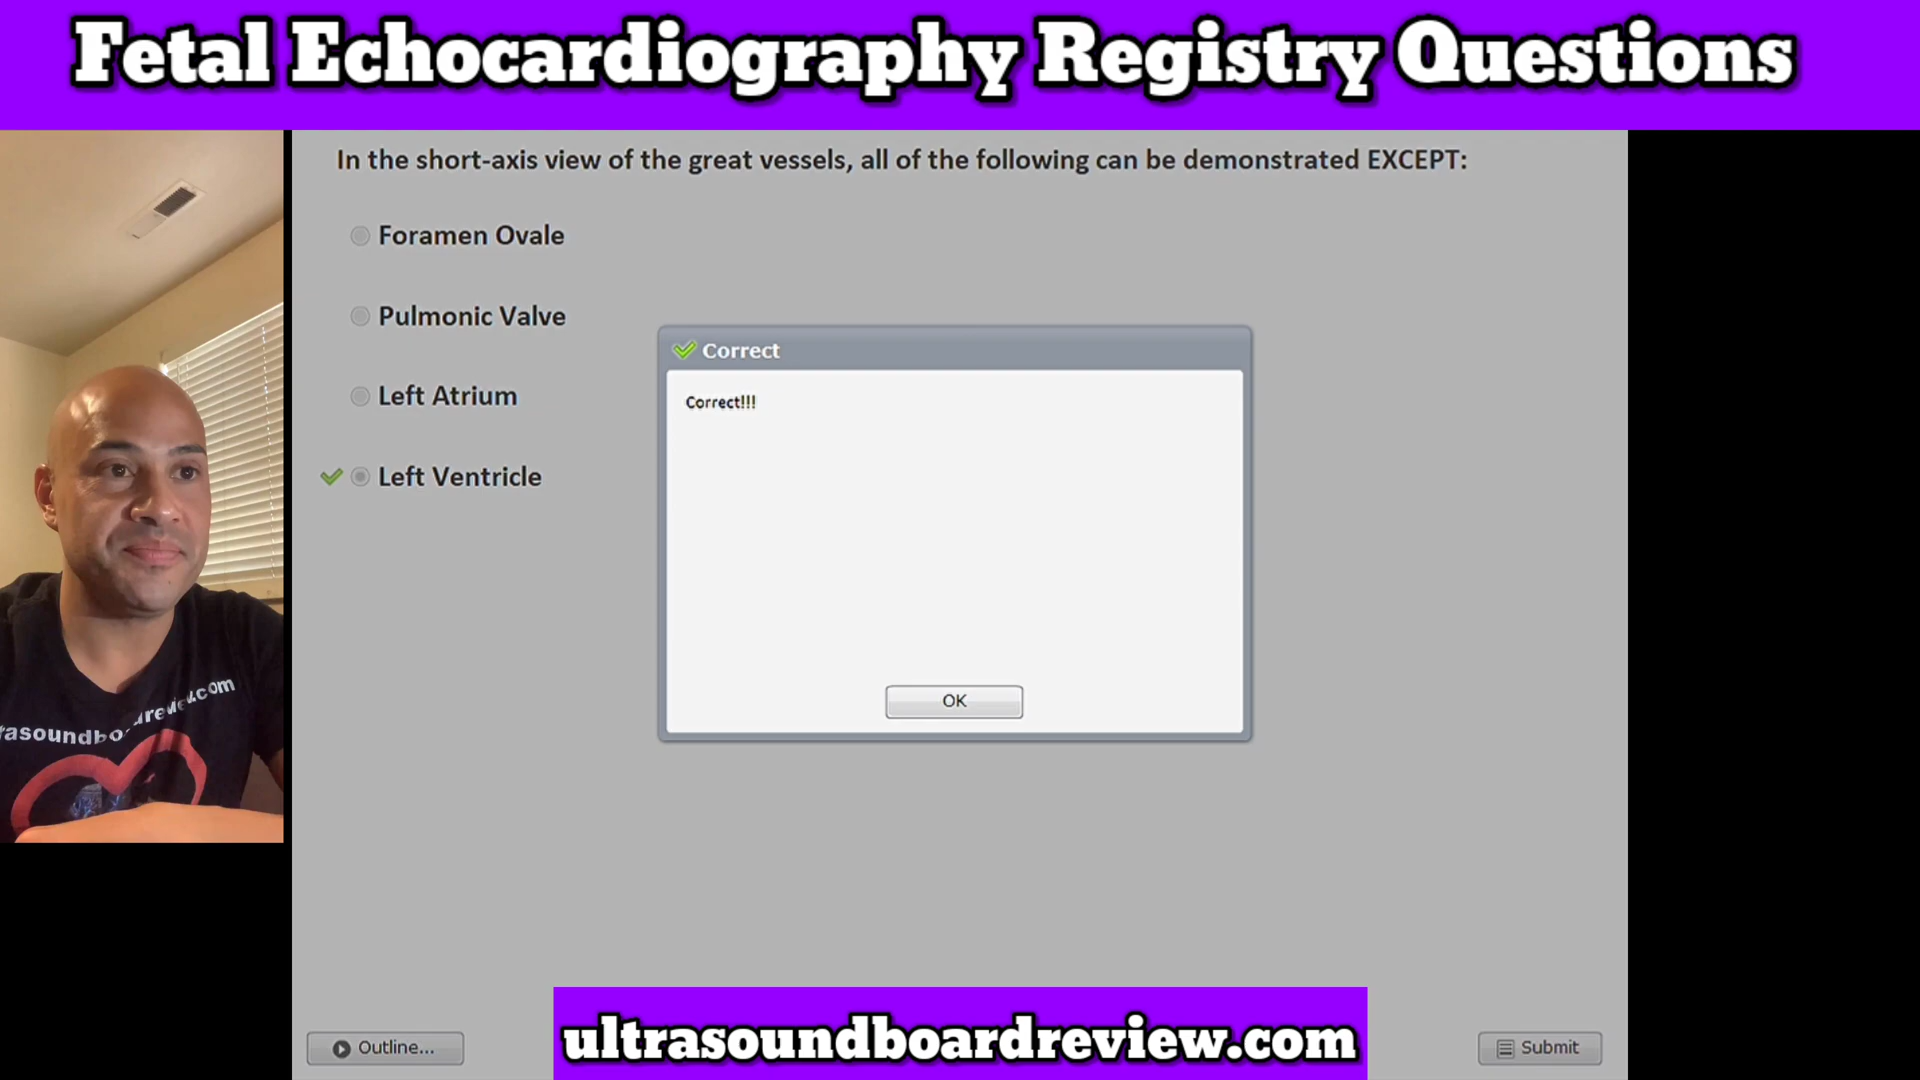 Fetal Echocardiography Registry Questions
In the short-axis view of the great vessels, all of the following can be demonstrated EXCEPT:
Foramen Ovale
Pulmonic Valve
Left Atrium
Left Ventricle
Correct
Correct!!!
OK
Outline...
Submit
ultrasoundboardreview.com